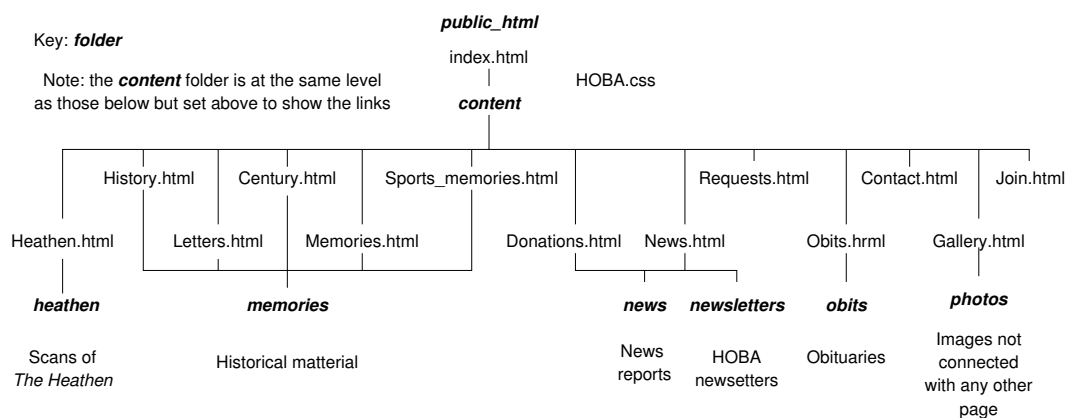 public_html
Key: folder
index.html
Note: the content folder is at the same level
as those below but set above to show the links
HOBA.css
content
History.html
Century.html
Sports_memories.html
Requests.html
Contact.html
Join.html
Heathen.html
Letters.html
Memories.html
Donations.html
News.html
Obits.hrml
Gallery.html
heathen
memories
news
newsletters
obits
photos
Scans of
The Heathen
Historical matterial
News
reports
HOBA
newsetters
Obituaries
Images not
connected
with any other
page